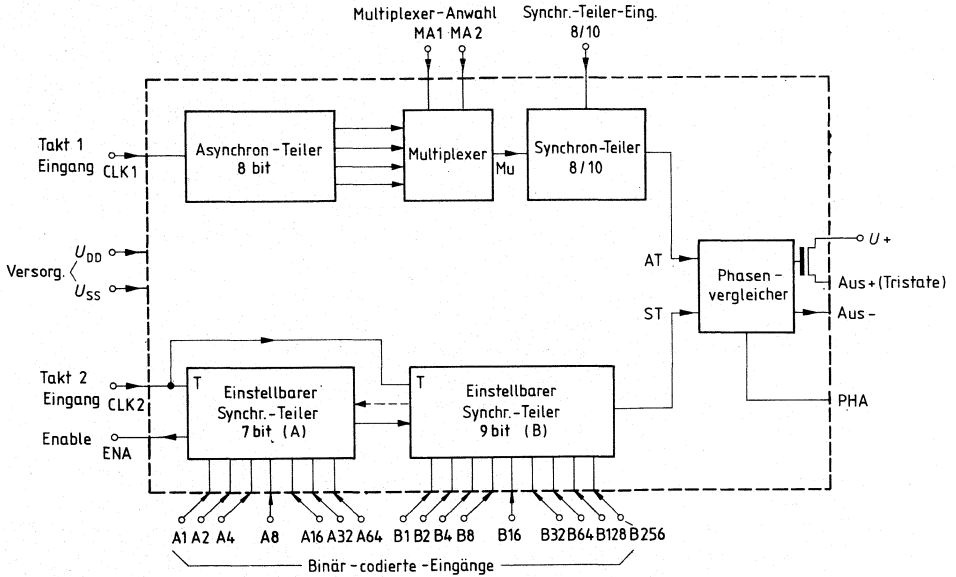 Multiplexer-Anwahl
MA1 MA2
Synchr.-Teiler-Eing.
8/10
Takt 1
Eingang
CLK1
Asynchron-Teiler
8 bit
Multiplexer
Mu
Synchron-Teiler
8/10
Versorg.
UDD
USS
AT
ST
Phasen-
vergleicher
U+
Aus+(Tristate)
Aus-
PHA
Takt 2
Eingang
CLK2
Enable
ENA
T
Einstellbarer
Synchr.-Teiler
7 bit (A)
T
Einstellbarer
Synchr.-Teiler
9 bit (B)
A1 A2 A4 A8 A16 A32 A64
B1 B2 B4 B8 B16 B32 B64 B128 B256
Binär-codierte-Eingänge